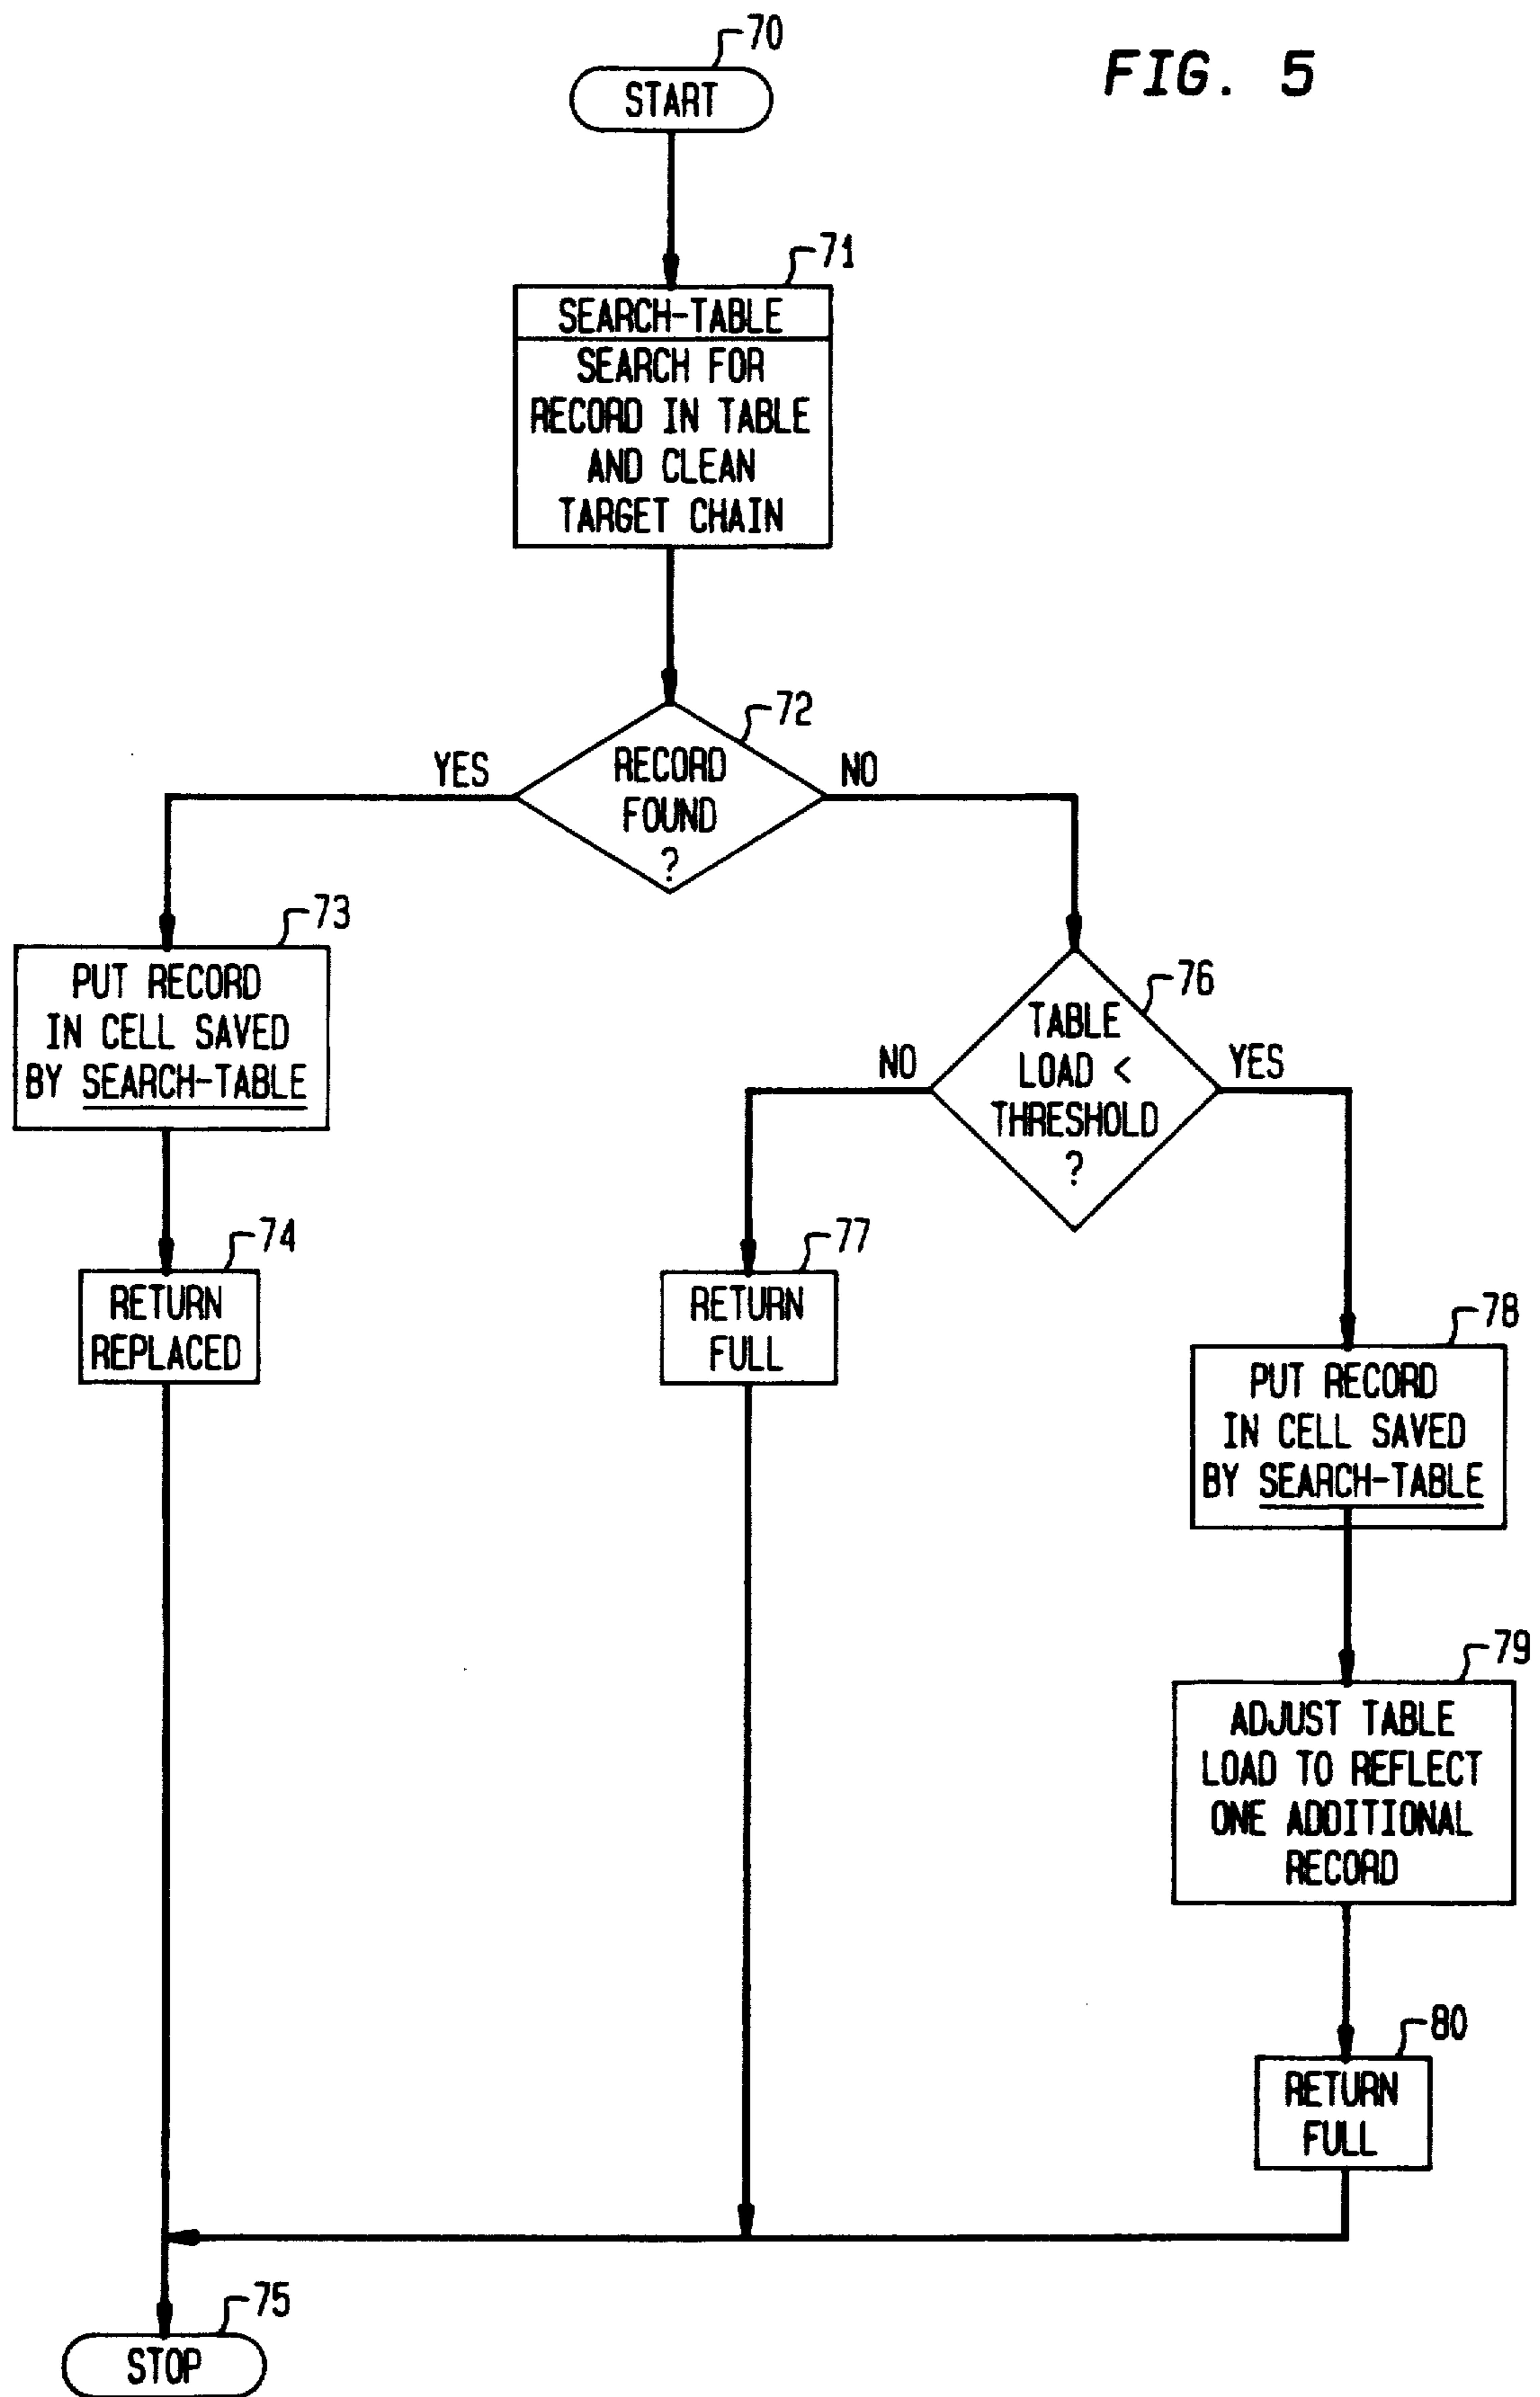 70
FIG. 5
START
71
SEARCH-TABLE
SEARCH FOR
RECORD IN TABLE
AND CLEAN
TARGET CHAIN
72
YES
RECORD
FOUND
?
NO
73
PUT RECORD
IN CELL SAVED
BY SEARCH-TABLE
76
NO
TABLE
LOAD <
THRESHOLD
?
YES
74
RETURN
REPLACED
77
RETURN
FULL
78
PUT RECORD
IN CELL SAVED
BY SEARCH-TABLE
79
ADJUST TABLE
LOAD TO REFLECT
ONE ADDITIONAL
RECORD
80
RETURN
FULL
75
STOP